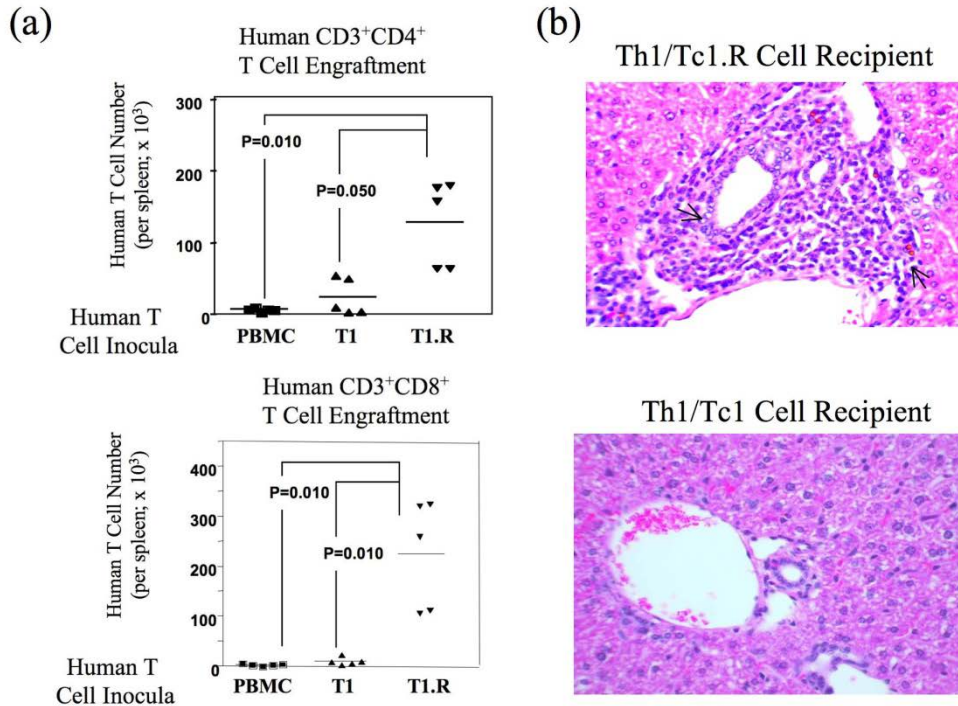 (a)
Human CD3⁺CD4⁺
T Cell Engraftment
Human T Cell Number
(per spleen; x 10³)
300
200
100
0
P=0.010
P=0.050
Human T
Cell Inocula
PBMC T1 T1.R
Human CD3⁺CD8⁺
T Cell Engraftment
Human T Cell Number
(per spleen; x 10³)
400
300
200
100
0
P=0.010
P=0.010
Human T
Cell Inocula
PBMC T1 T1.R
(b)
Th1/Tc1.R Cell Recipient
Th1/Tc1 Cell Recipient